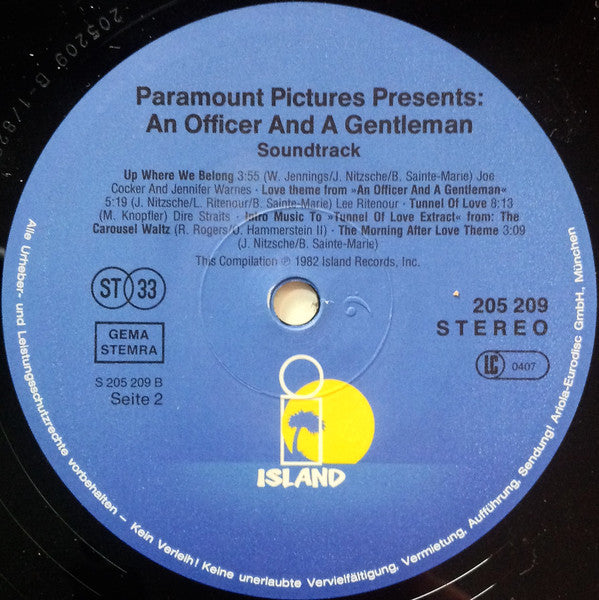 Paramount Pictures Presents:
An Officer And A Gentleman
Soundtrack
Up Where We Belong 3:55 (W. Jennings/J. Nitzsche/B. Sainte-Marie) Joe
Cocker And Jennifer Warnes - Love theme from »An Officer And A Gentleman«
5:19 (J. Nitzsche/L. Ritenour/B. Sainte-Marie) Lee Ritenour - Tunnel Of Love 8:13
(M. Knopfler) Dire Straits - Intro Music To »Tunnel Of Love Extract« from: The
Carousel Waltz (R. Rogers/J. Hammerstein II) - The Morning After Love Theme 3:09
(J. Nitzsche/B. Sainte-Marie)
This Compilation ℗ 1982 Island Records, Inc.
ST 33
GEMA
STEMRA
S 205 209 B
Seite 2
205 209
STEREO
LC 0407
ISLAND
Alle Urheber- und Leistungsschutzrechte vorbehalten – Kein Verleih! Keine unerlaubte Vervielfältigung, Vermietung, Aufführung, Sendung! Ariola-Eurodisc GmbH, München